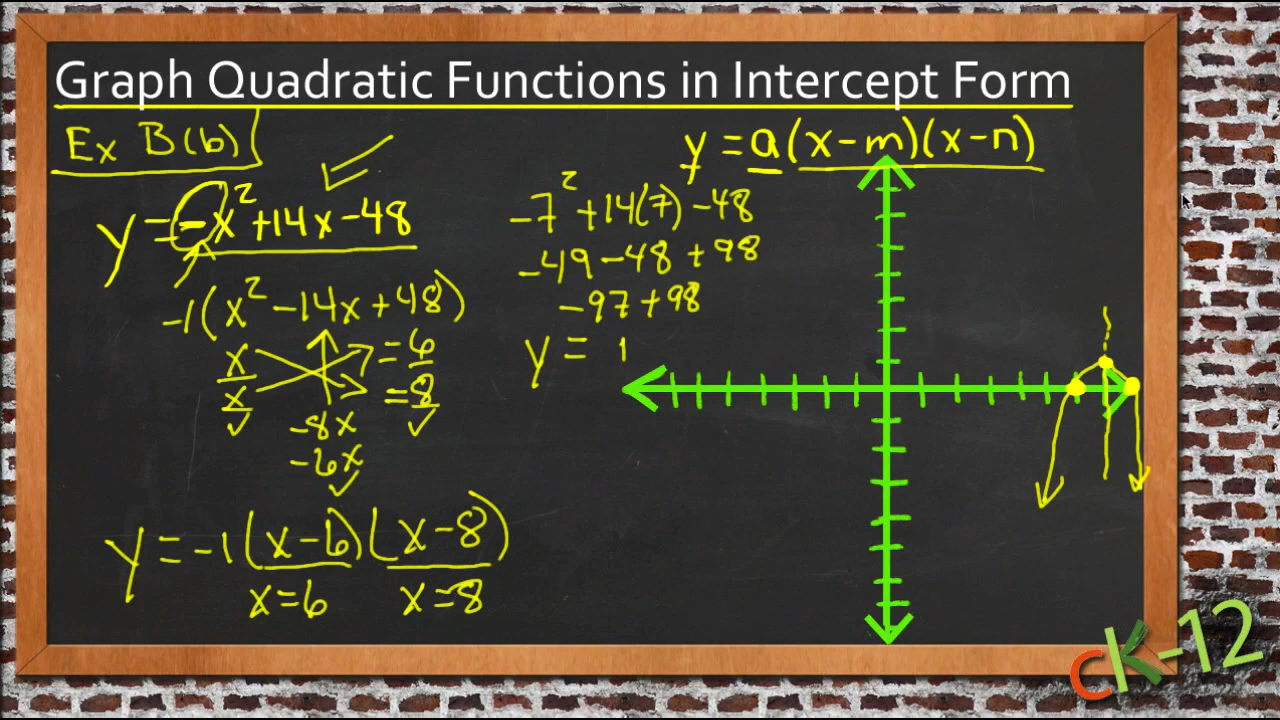 Graph Quadratic Functions in Intercept Form
Ex B(b)
y = a(x-m)(x-n)
y = -x² +14x -48
-1(x² -14x +48)
x = 6
x = 8
-8x
-6x
y = -1(x-6)(x-8)
x=6 x=8
-7² +14(7) -48
-49 -48 +98
-97 +98
y = 1
CK-12